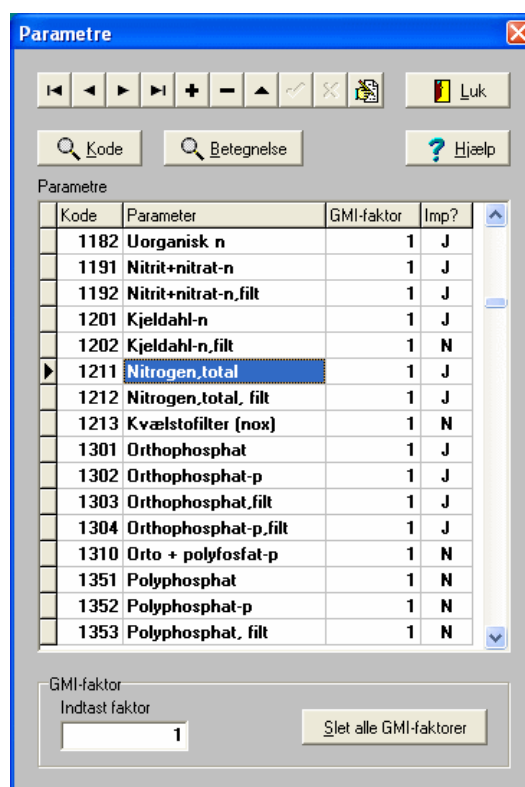 Parametre
Luk
Kode Betegnelse Hjælp
Parametre
Kode Parameter GMI-faktor Imp?
1182 Uorganisk n 1 J
1191 Nitrit+nitrat-n 1 J
1192 Nitrit+nitrat-n,filt 1 J
1201 Kjeldahl-n 1 J
1202 Kjeldahl-n,filt 1 N
1211 Nitrogen,total 1 J
1212 Nitrogen,total, filt 1 J
1213 Kvælstofilter (nox) 1 N
1301 Orthophosphat 1 J
1302 Orthophosphat-p 1 J
1303 Orthophosphat,filt 1 J
1304 Orthophosphat-p,filt 1 J
1310 Orto + polyfosfat-p 1 N
1351 Polyphosphat 1 N
1352 Polyphosphat-p 1 N
1353 Polyphosphat, filt 1 N
GMI-faktor
Indtast faktor
1 Slet alle GMI-faktorer